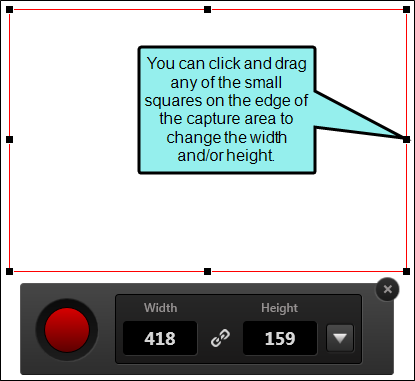 You can click and drag
any of the small
squares on the edge of
the capture area to
change the width
and/or height.
Width
Height
418
159